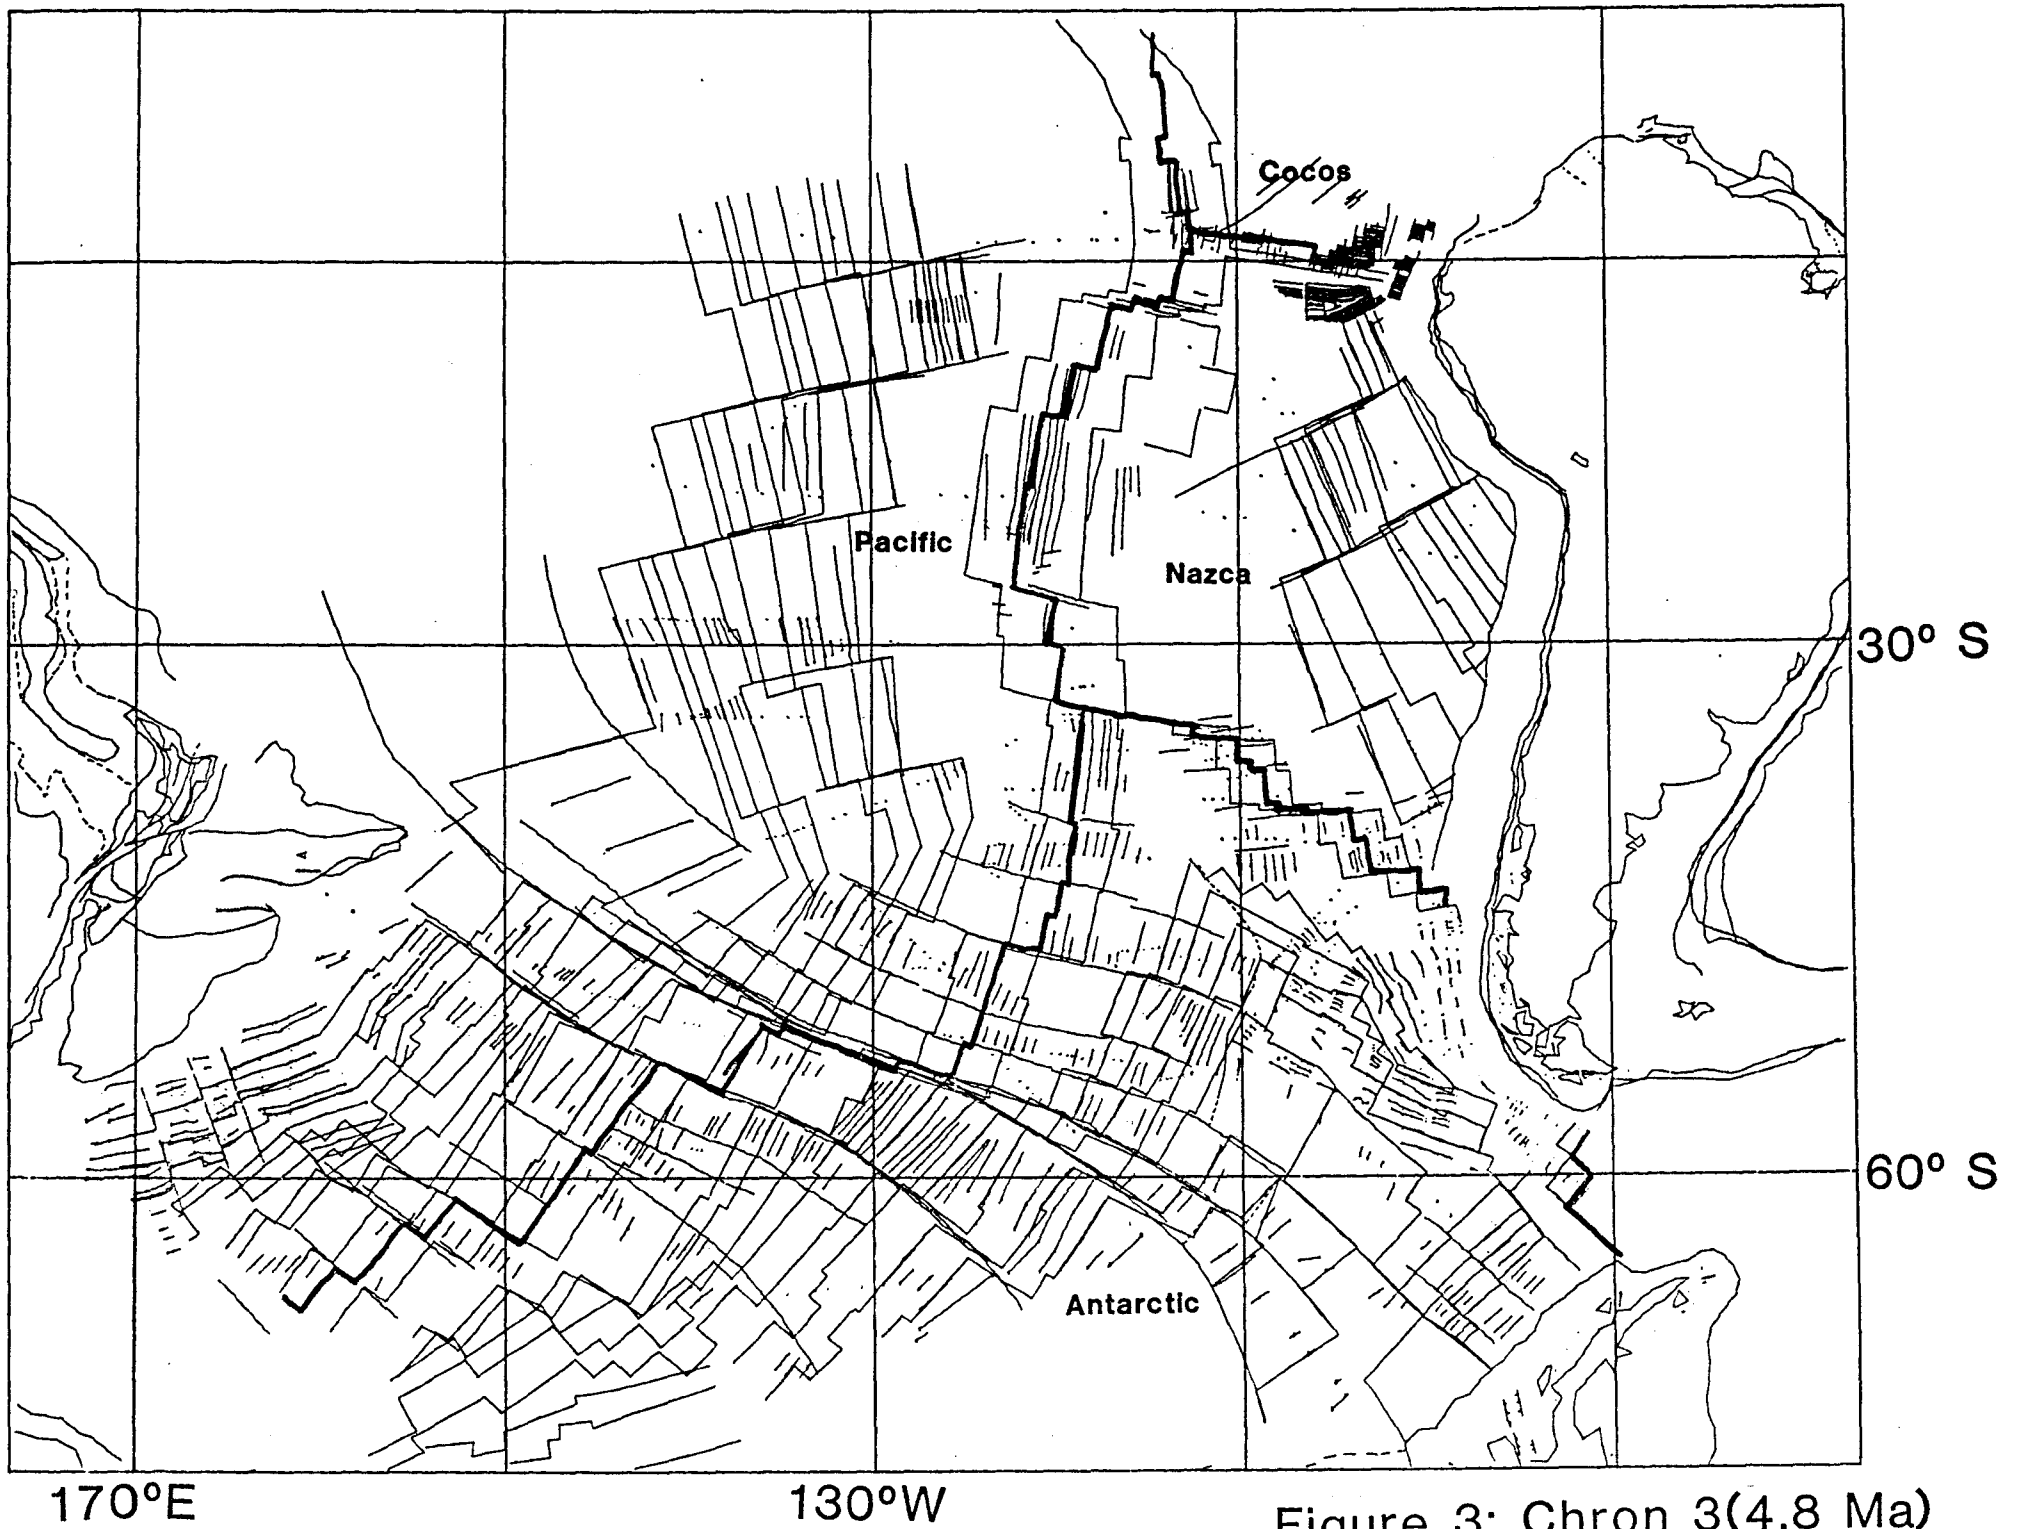 Cocos
Pacific
Nazca
30° S
60° S
Antarctic
170°E
130°W
Figure 3: Chron 3(4.8 Ma)